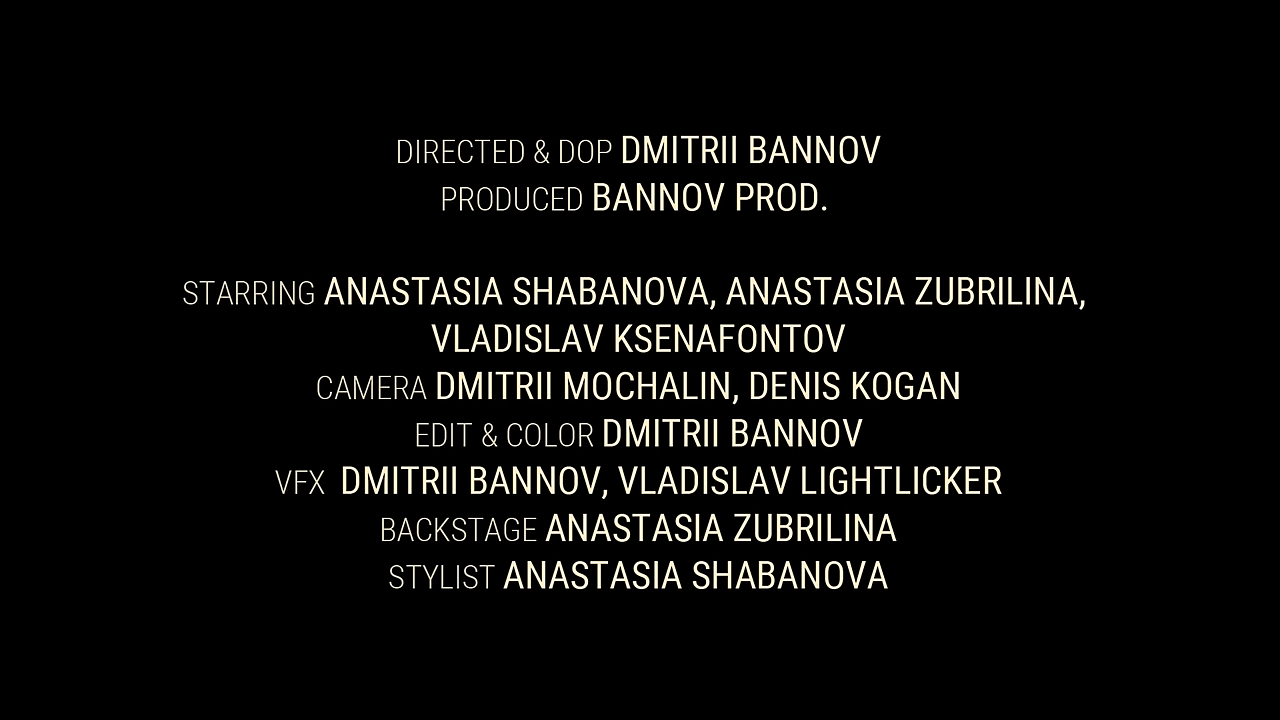 DIRECTED & DOP DMITRII BANNOV
PRODUCED BANNOV PROD.
STARRING ANASTASIA SHABANOVA, ANASTASIA ZUBRILINA,
VLADISLAV KSENAFONTOV
CAMERA DMITRII MOCHALIN, DENIS KOGAN
EDIT & COLOR DMITRII BANNOV
VFX DMITRII BANNOV, VLADISLAV LIGHTLICKER
BACKSTAGE ANASTASIA ZUBRILINA
STYLIST ANASTASIA SHABANOVA